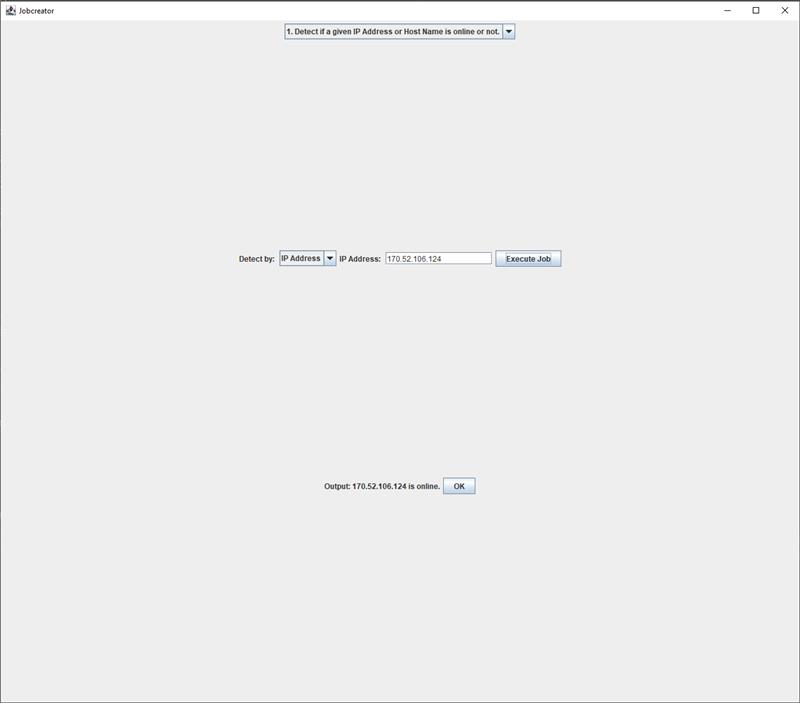 Jobcreator
1. Detect if a given IP Address or Host Name is online or not.
Detect by: IP Address IP Address: 170.52.106.124 Execute Job
Output: 170.52.106.124 is online. OK